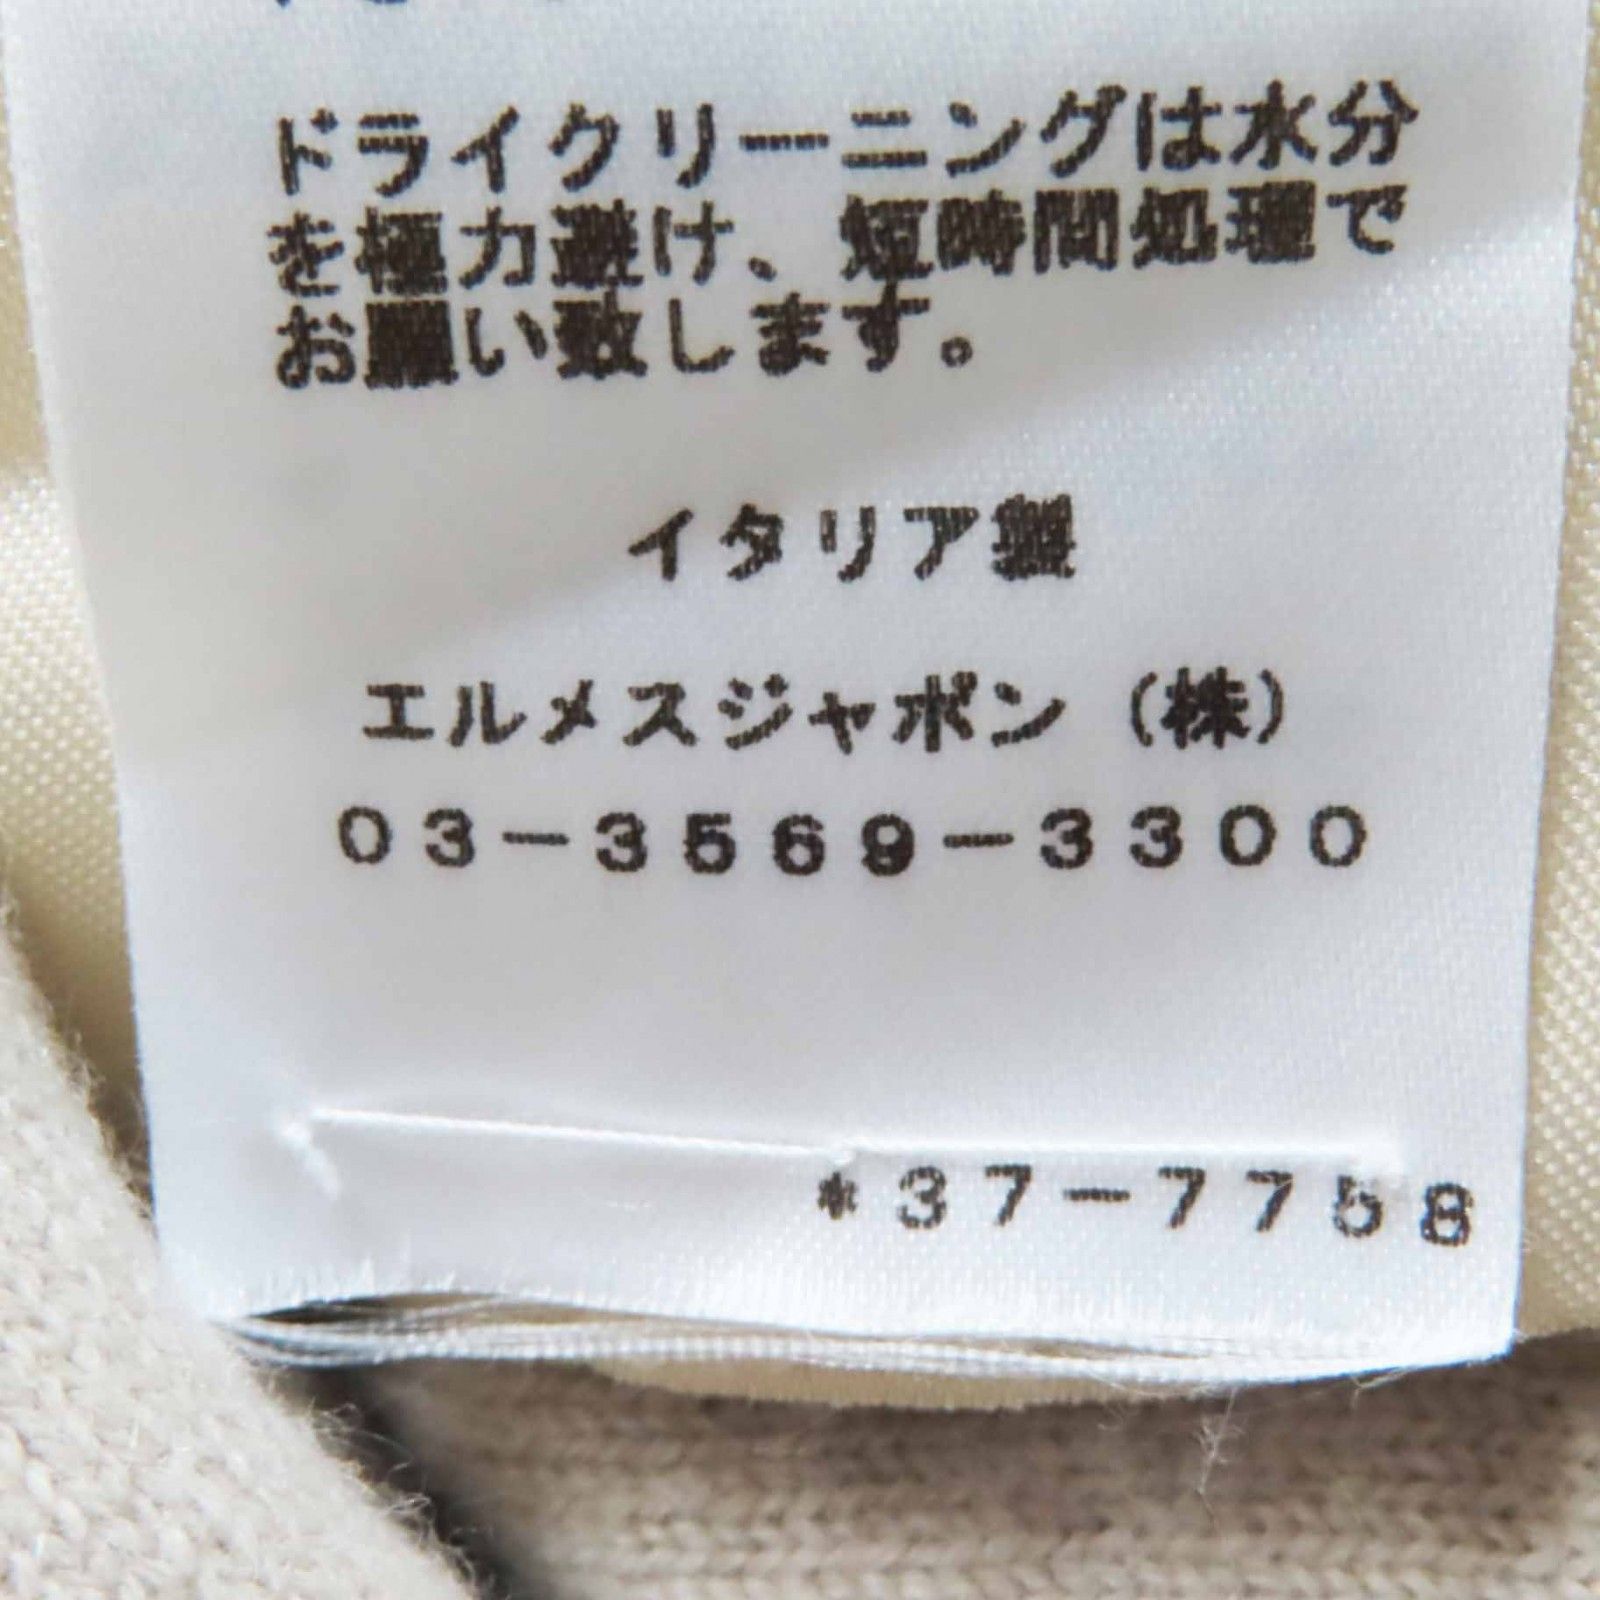 ドライクリーニングは水分
を極力避け、短時間処理で
お願い致します。
イタリア製
エルメスジャポン（株）
03-3569-3300
*37-7758